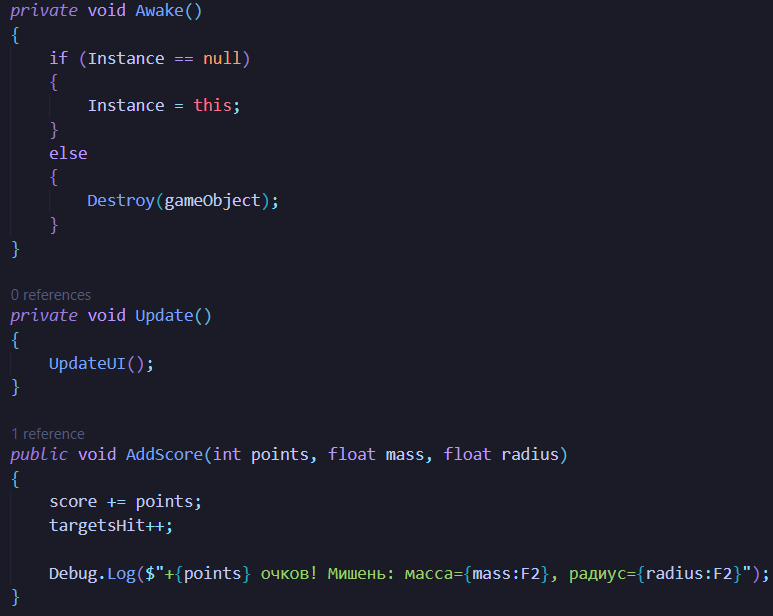 private void Awake()
{
    if (Instance == null)
    {
        Instance = this;
    }
    else
    {
        Destroy(gameObject);
    }
}
0 references
private void Update()
{
    UpdateUI();
}
1 reference
public void AddScore(int points, float mass, float radius)
{
    score += points;
    targetsHit++;
    Debug.Log($"+{points} очков! Мишень: масса={mass:F2}, радиус={radius:F2}");
}